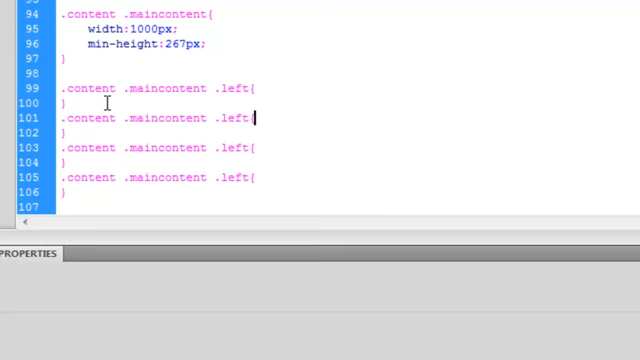 94 .content .maincontent{
95 width:1000px;
96 min-height:267px;
97 }
98
99 .content .maincontent .left{
100 }
101 .content .maincontent .left{
102 }
103 .content .maincontent .left{
104 }
105 .content .maincontent .left{
106 }
107
PROPERTIES